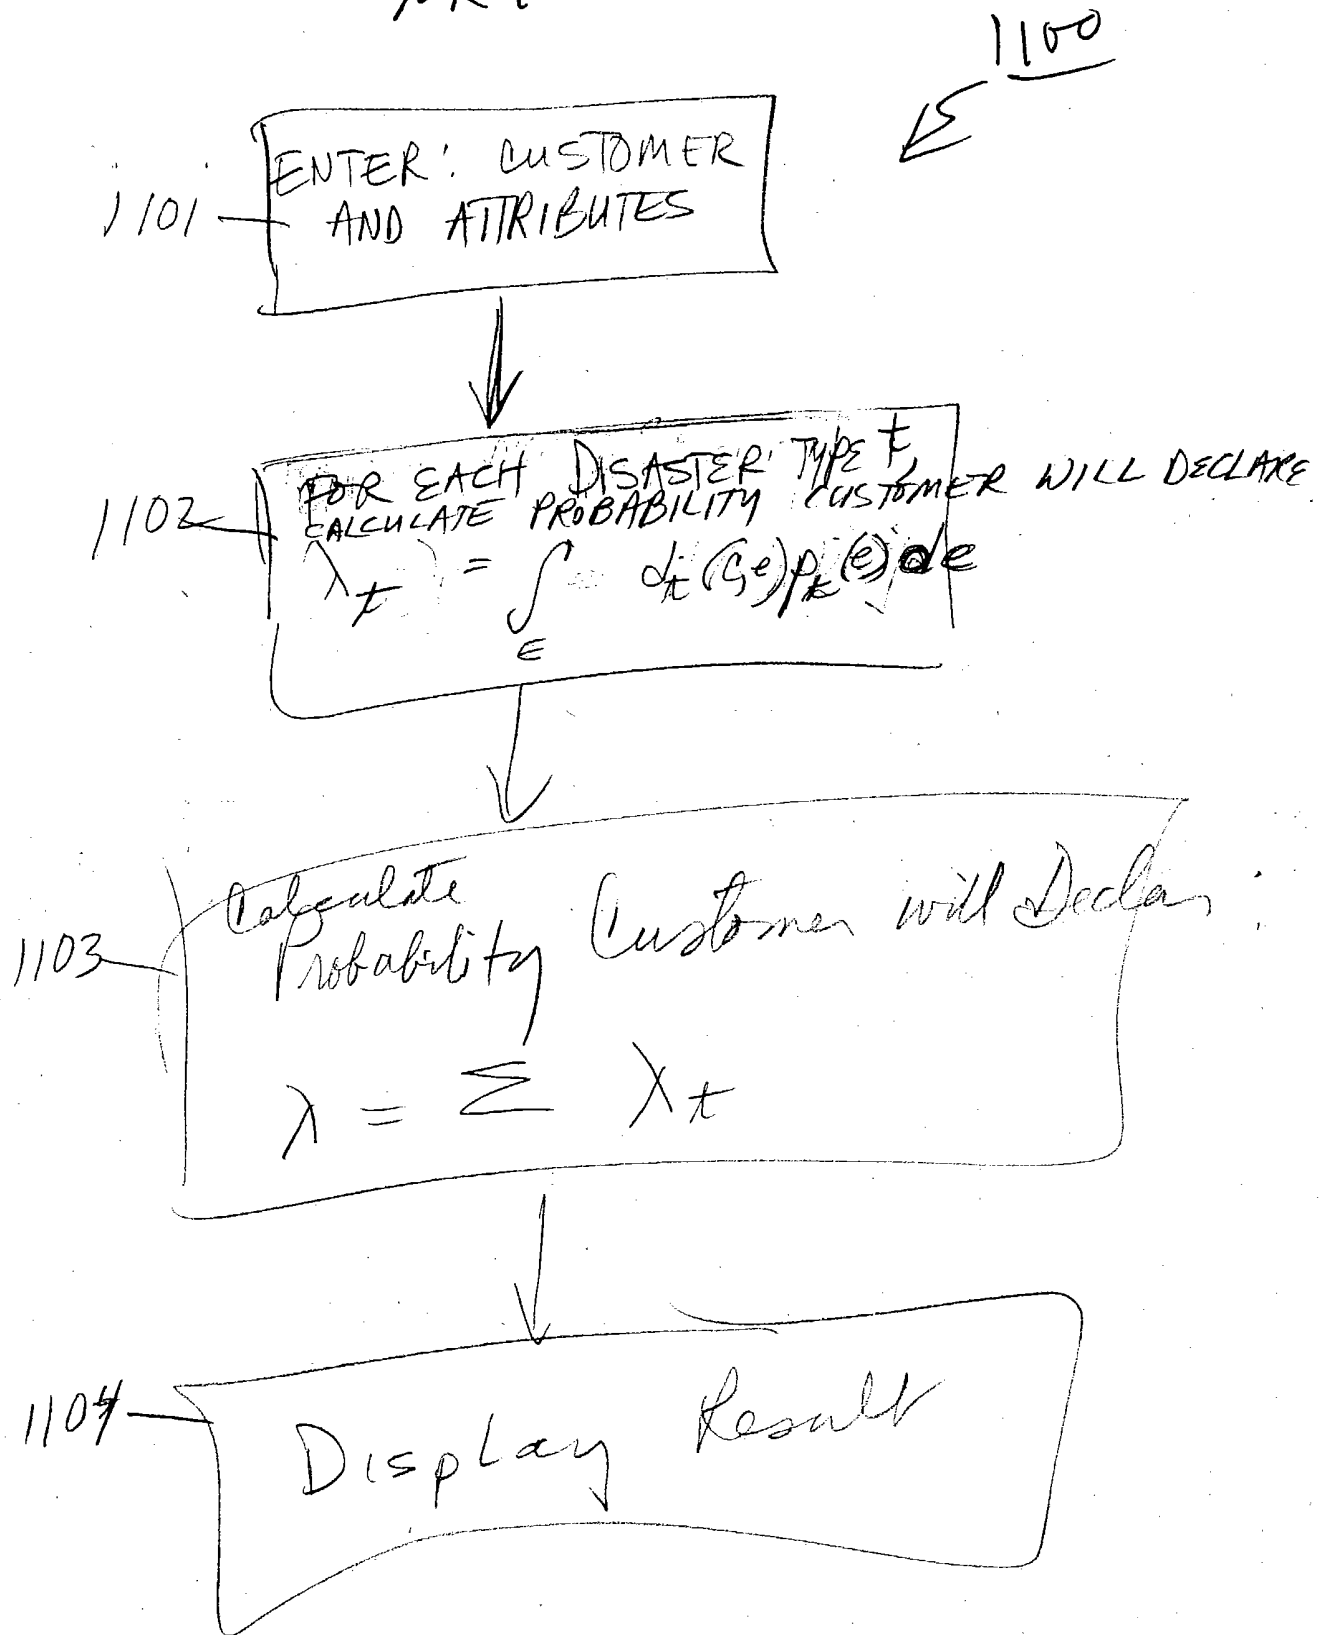 1100
1101
ENTER: CUSTOMER
AND ATTRIBUTES
1102
FOR EACH DISASTER TYPE t,
CALCULATE PROBABILITY CUSTOMER WILL DECLARE
λt = ∫E dt(c,e)pt(e)de
1103
Calculate
Probability Customer will Declare:
λ = Σ λt
1104
Display Result